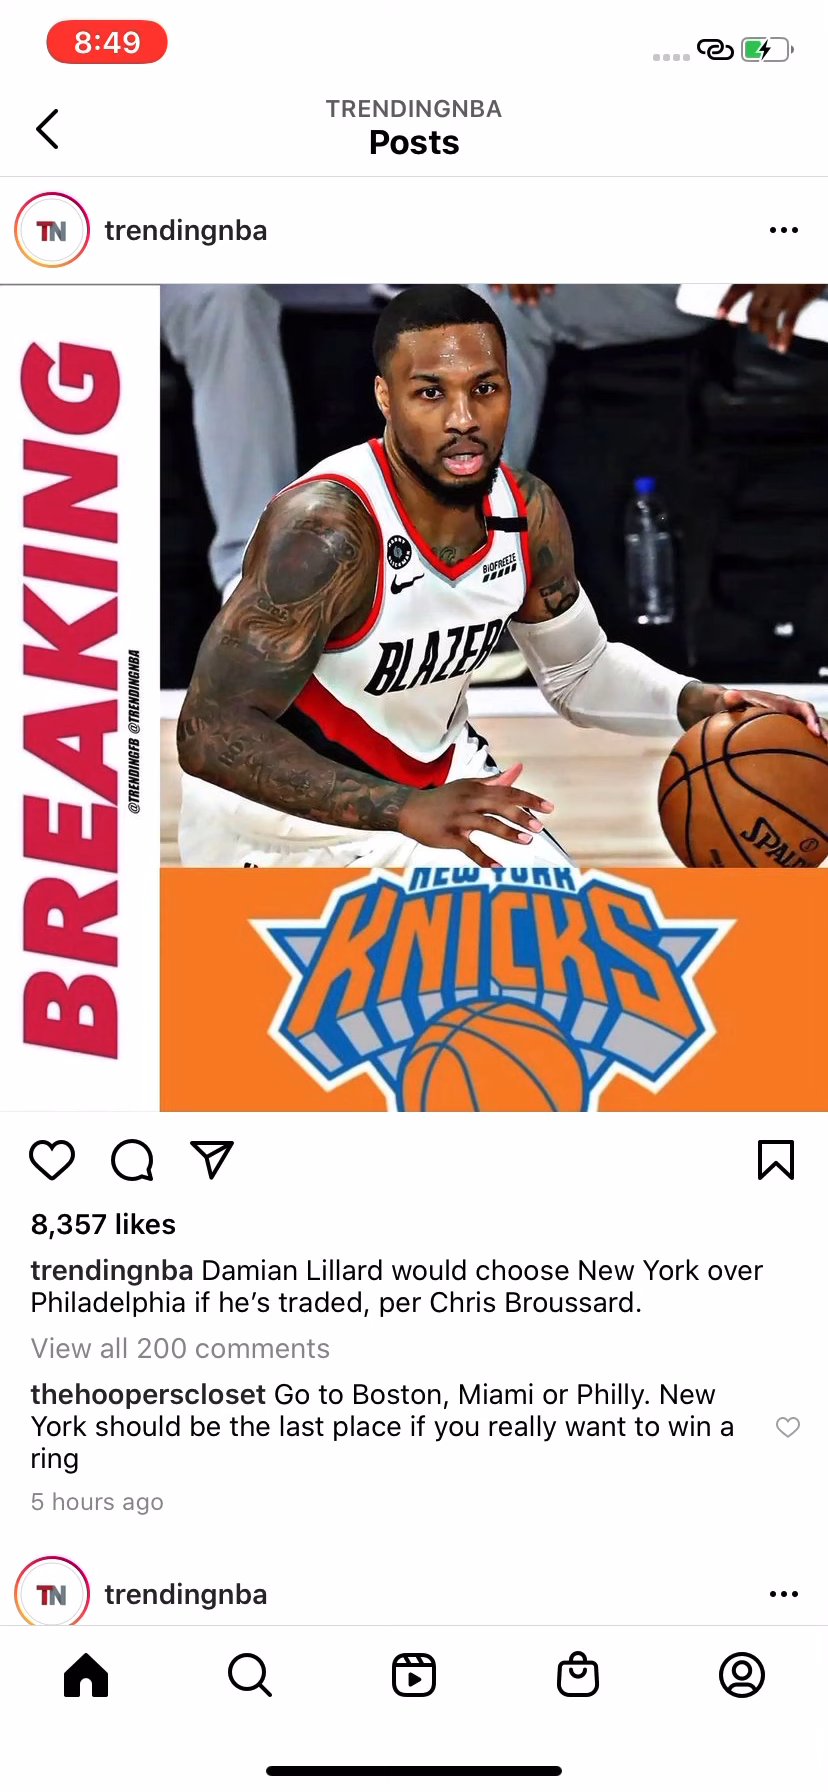 8:49
TRENDINGNBA
Posts
TN
trendingnba
BREAKING
@TRENDINGFB @TRENDINGNBA
BIOFREEZE
BLAZER
NEW YORK
KNICKS
8,357 likes
trendingnba Damian Lillard would choose New York over
Philadelphia if he’s traded, per Chris Broussard.
View all 200 comments
thehooperscloset Go to Boston, Miami or Philly. New
York should be the last place if you really want to win a
ring
5 hours ago
TN
trendingnba